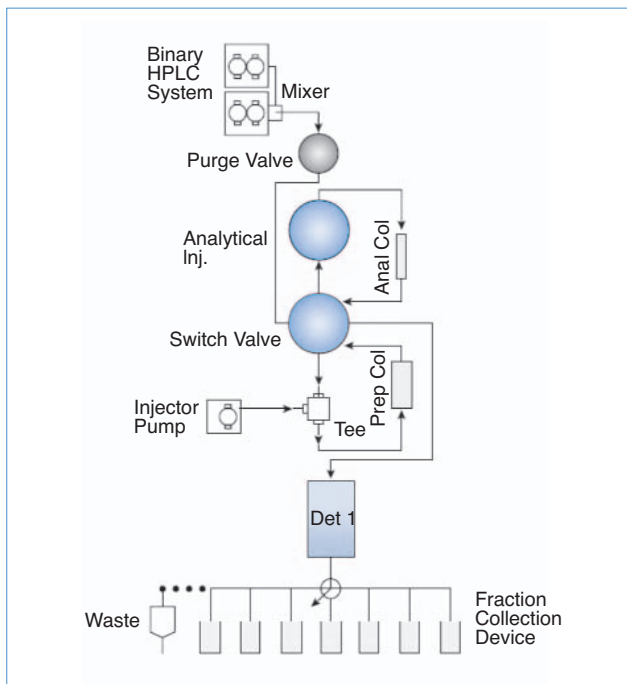 Binary
HPLC
System
Mixer
Purge Valve
Analytical
Inj.
Anal Col
Switch Valve
Prep Col
Injector
Pump
Tee
Det 1
Waste
Fraction
Collection
Device